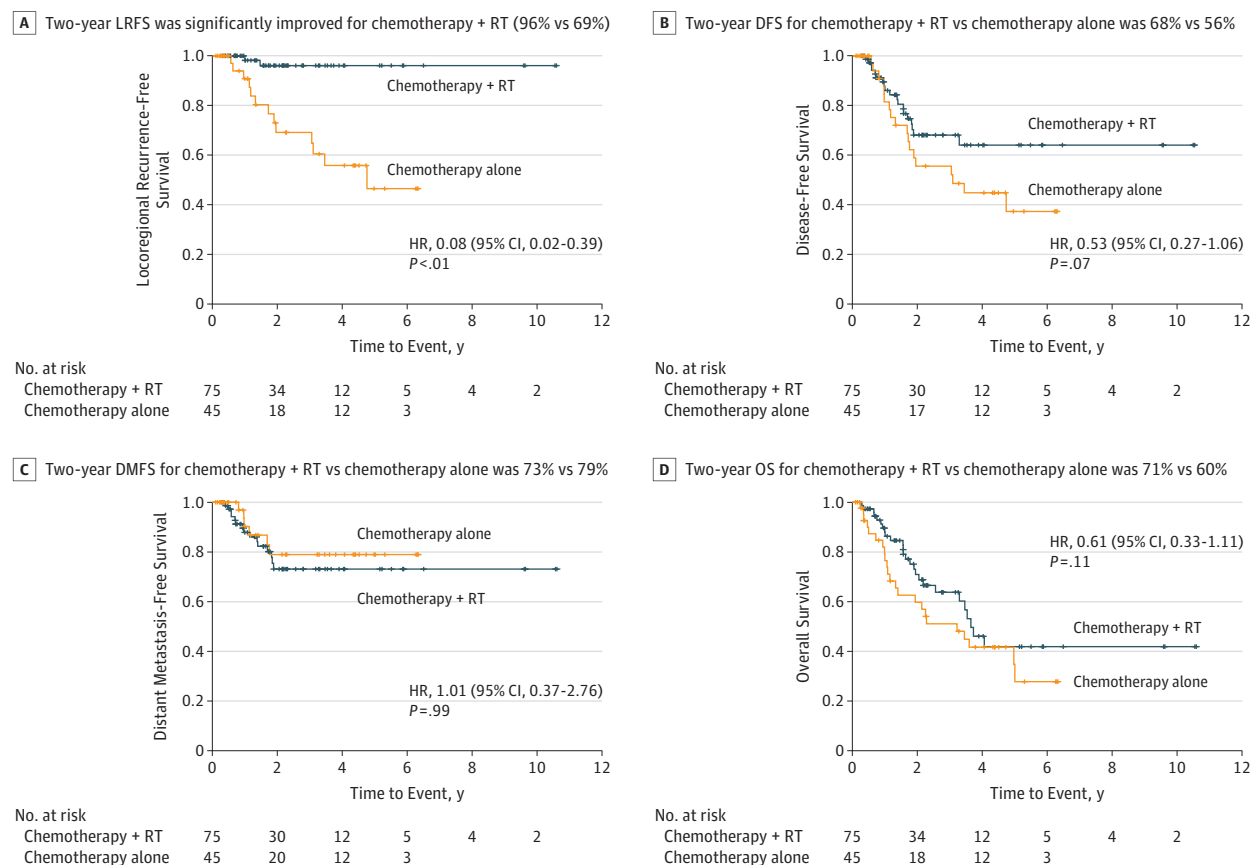 A Two-year LRFS was significantly improved for chemotherapy + RT (96% vs 69%)
Locoregional Recurrence-Free
Survival
1.0
0.8
0.6
0.4
0.2
0
Chemotherapy + RT
Chemotherapy alone
HR, 0.08 (95% CI, 0.02-0.39)
P<.01
0 2 4 6 8 10 12
Time to Event, y
No. at risk
Chemotherapy + RT 75 34 12 5 4 2
Chemotherapy alone 45 18 12 3
B Two-year DFS for chemotherapy + RT vs chemotherapy alone was 68% vs 56%
Disease-Free Survival
1.0
0.8
0.6
0.4
0.2
0
Chemotherapy + RT
Chemotherapy alone
HR, 0.53 (95% CI, 0.27-1.06)
P=.07
0 2 4 6 8 10 12
Time to Event, y
No. at risk
Chemotherapy + RT 75 30 12 5 4 2
Chemotherapy alone 45 17 12 3
C Two-year DMFS for chemotherapy + RT vs chemotherapy alone was 73% vs 79%
Distant Metastasis-Free Survival
1.0
0.8
0.6
0.4
0.2
0
Chemotherapy alone
Chemotherapy + RT
HR, 1.01 (95% CI, 0.37-2.76)
P=.99
0 2 4 6 8 10 12
Time to Event, y
No. at risk
Chemotherapy + RT 75 30 12 5 4 2
Chemotherapy alone 45 20 12 3
D Two-year OS for chemotherapy + RT vs chemotherapy alone was 71% vs 60%
Overall Survival
1.0
0.8
0.6
0.4
0.2
0
HR, 0.61 (95% CI, 0.33-1.11)
P=.11
Chemotherapy + RT
Chemotherapy alone
0 2 4 6 8 10 12
Time to Event, y
No. at risk
Chemotherapy + RT 75 34 12 5 4 2
Chemotherapy alone 45 18 12 3